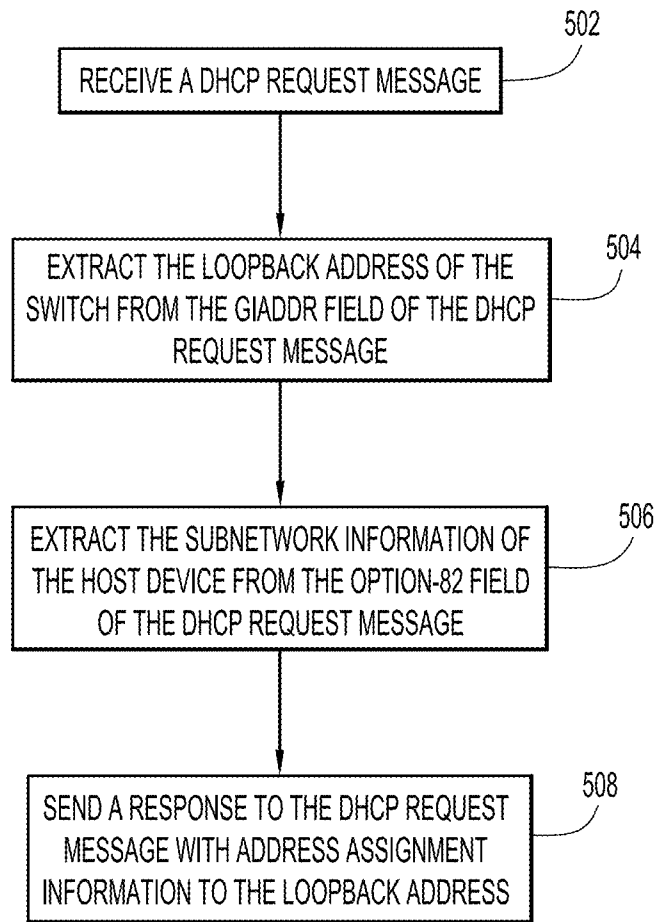 502
RECEIVE A DHCP REQUEST MESSAGE
504
EXTRACT THE LOOPBACK ADDRESS OF THE
SWITCH FROM THE GIADDR FIELD OF THE DHCP
REQUEST MESSAGE
506
EXTRACT THE SUBNETWORK INFORMATION OF
THE HOST DEVICE FROM THE OPTION-82 FIELD
OF THE DHCP REQUEST MESSAGE
508
SEND A RESPONSE TO THE DHCP REQUEST
MESSAGE WITH ADDRESS ASSIGNMENT
INFORMATION TO THE LOOPBACK ADDRESS